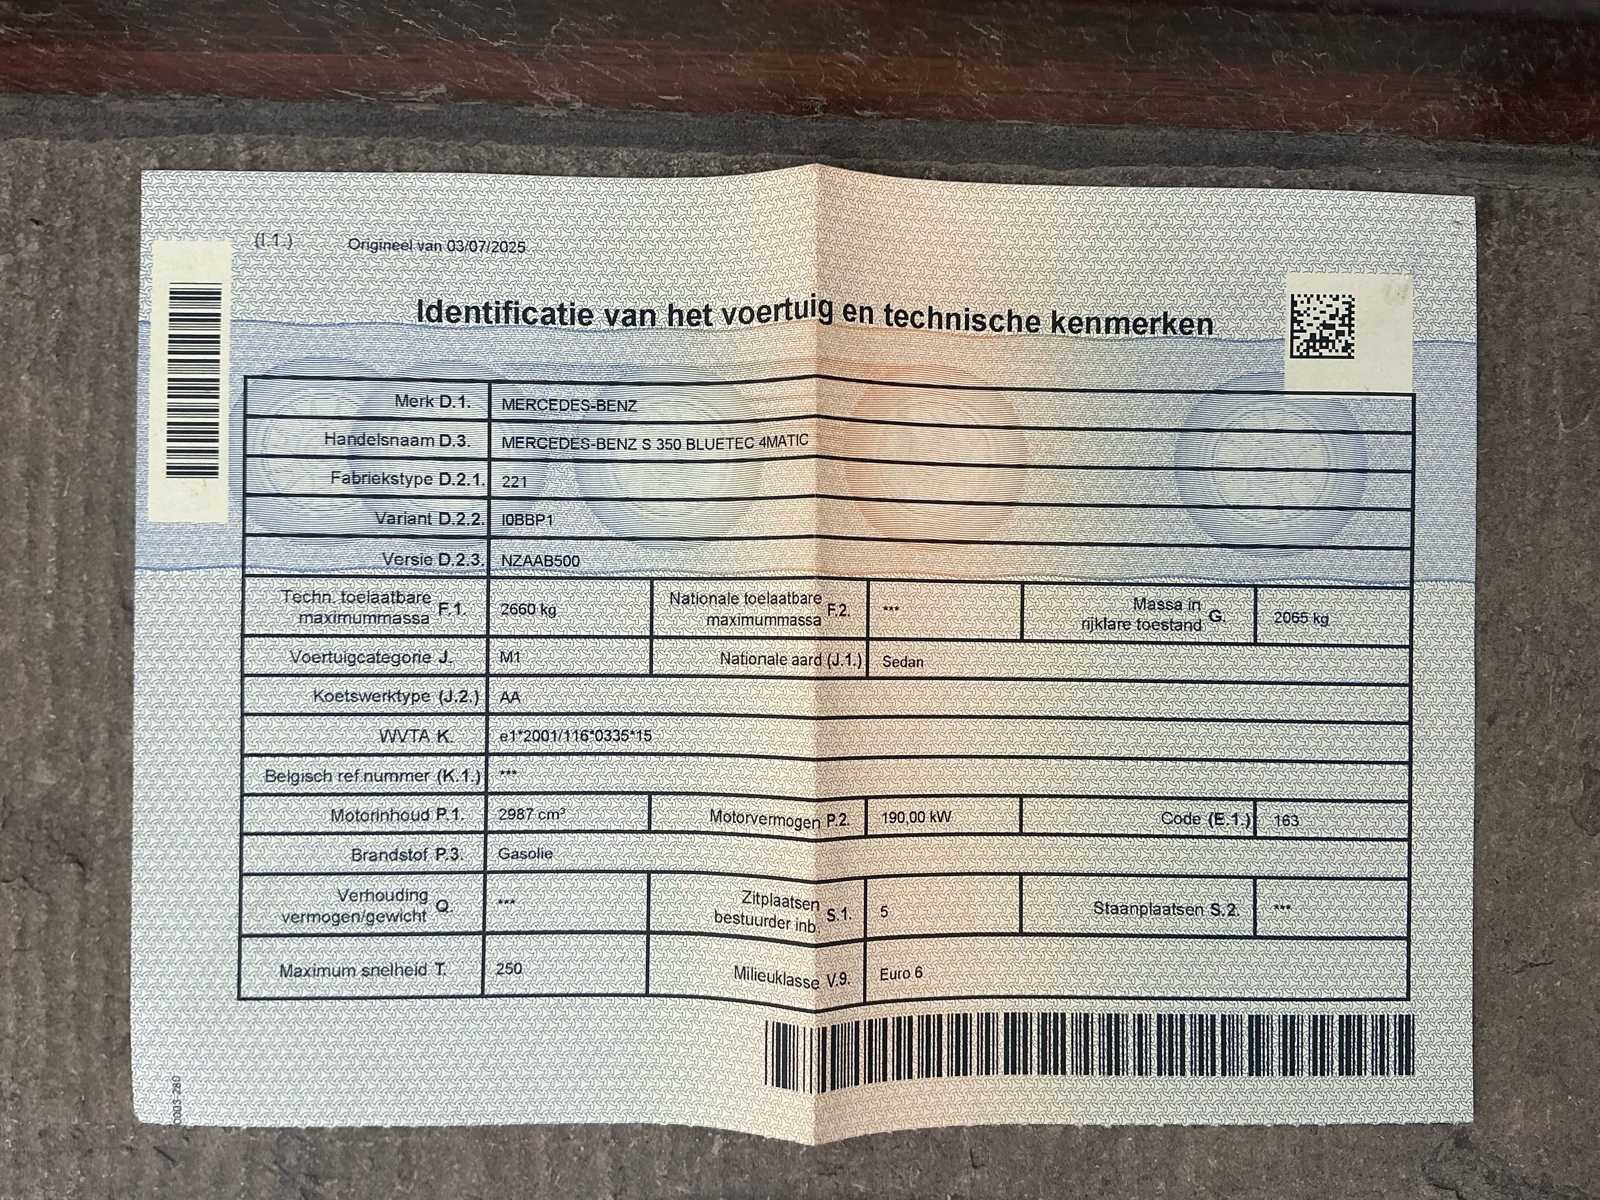 (I.1.) Origineel van 03/07/2025
Identificatie van het voertuig en technische kenmerken
Merk D.1. MERCEDES-BENZ
Handelsnaam D.3. MERCEDES-BENZ S 350 BLUETEC 4MATIC
Fabriekstype D.2.1. 221
Variant D.2.2. I0BBP1
Versie D.2.3. NZAAB500
Techn. toelaatbare
maximummassa F.1. 2660 kg
Nationale toelaatbare
maximummassa F.2. ***
Massa in
rijklare toestand G. 2065 kg
Voertuigcategorie J. M1 Nationale aard (J.1.) Sedan
Koetswerktype (J.2.) AA
WVTA K. e1*2001/116*0335*15
Belgisch ref nummer (K.1.) ***
Motorinhoud P.1. 2987 cm³ Motorvermogen P.2. 190,00 kW Code (E.1.) 163
Brandstof P.3. Gasolie
Verhouding
vermogen/gewicht Q. ***
Zitplaatsen
bestuurder inb. S.1. 5
Staanplaatsen S.2. ***
Maximum snelheid T. 250 Milieuklasse V.9. Euro 6
0003-280